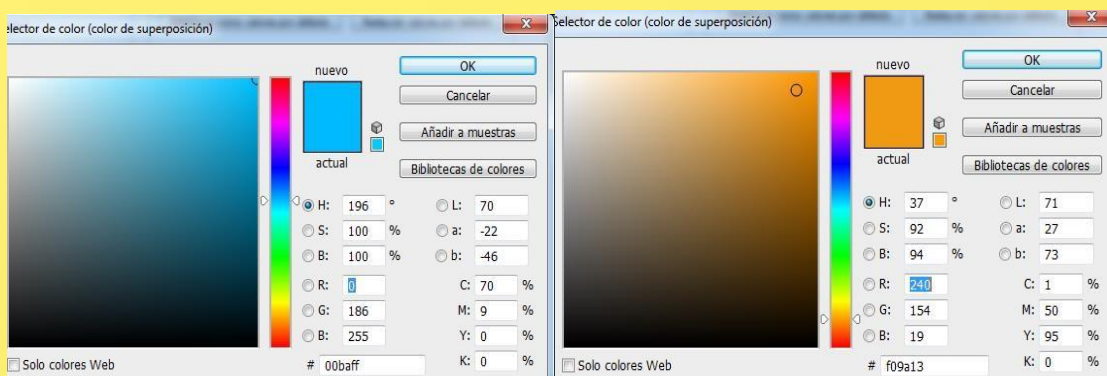 elector de color (color de superposición)
x
nuevo
actual
OK
Cancelar
Añadir a muestras
Bibliotecas de colores
H: 196 °
S: 100 %
B: 100 %
R: 0
G: 186
B: 255
L: 70
a: -22
b: -46
C: 70 %
M: 9 %
Y: 0 %
K: 0 %
Solo colores Web
# 00baff
Selector de color (color de superposición)
x
nuevo
actual
OK
Cancelar
Añadir a muestras
Bibliotecas de colores
H: 37 °
S: 92 %
B: 94 %
R: 240
G: 154
B: 19
L: 71
a: 27
b: 73
C: 1 %
M: 50 %
Y: 95 %
K: 0 %
Solo colores Web
# f09a13